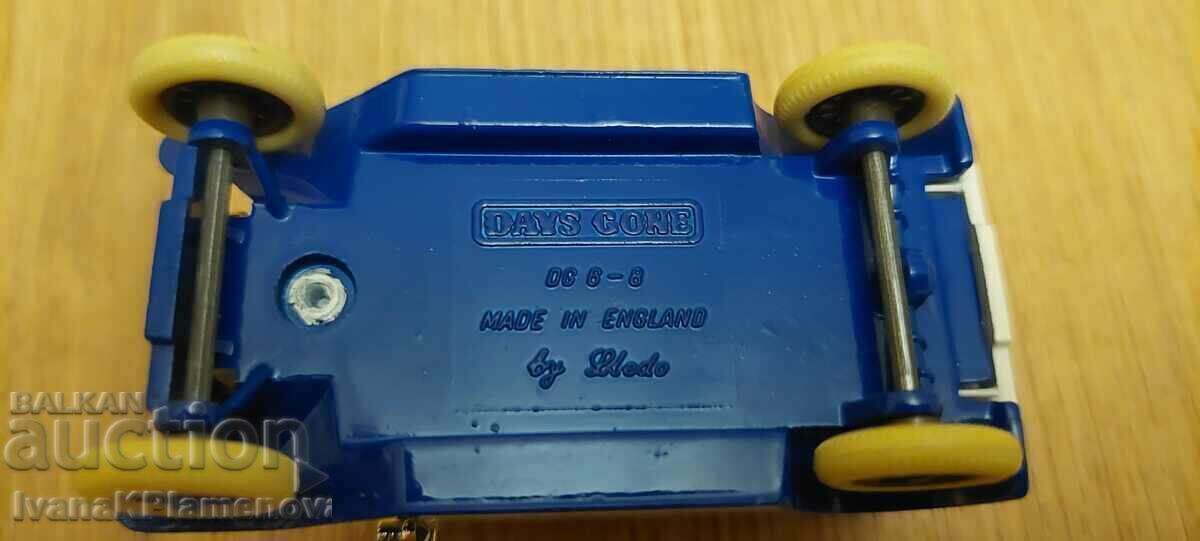 DAYS GONE
DG 6-8
MADE IN ENGLAND
by Lledo
BALKAN
auction
IvanaKPlamenova